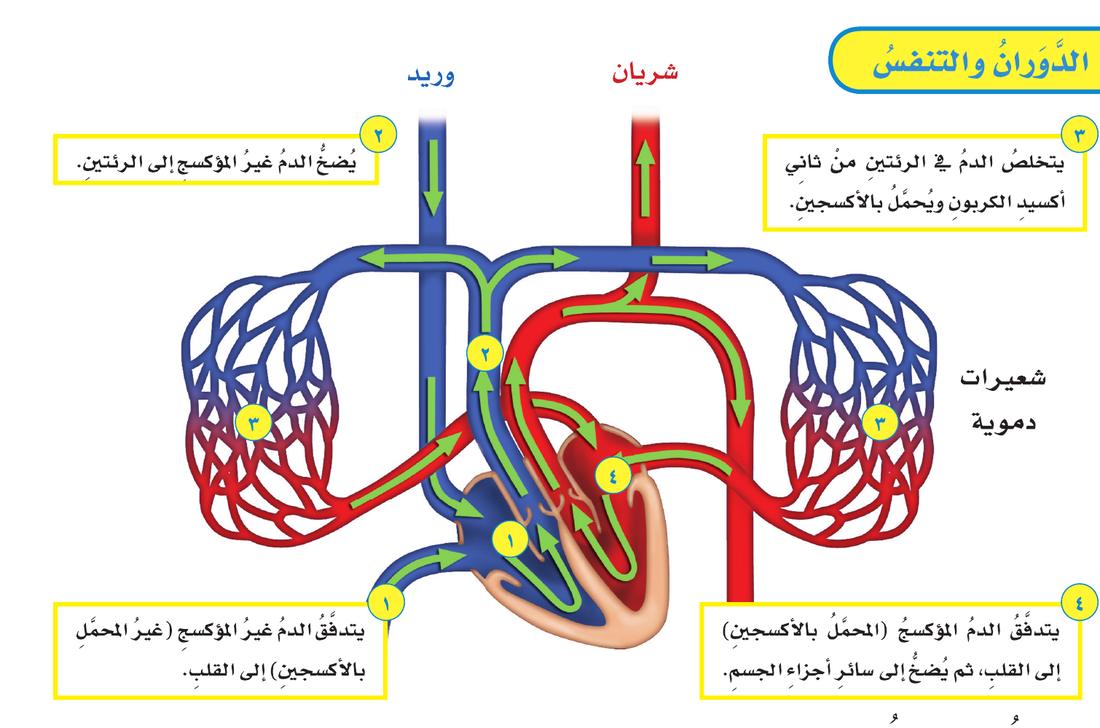 الدَّوَرانُ والتنفسُ
شريان
وريد
٣
يتخلصُ الدمُ في الرئتينِ منْ ثاني
أكسيدِ الكربونِ ويُحمَّلُ بالأكسجينِ.
٢
يُضخُّ الدمُ غيرُ المؤكسجِ إلى الرئتينِ.
٢
شعيرات
دموية
٣
٣
٤
١
٤
يتدفَّقُ الدمُ المؤكسجُ (المحمَّلُ بالأكسجينِ)
إلى القلبِ، ثم يُضخُّ إلى سائرِ أجزاءِ الجسمِ.
١
يتدفَّقُ الدمُ غيرُ المؤكسجِ (غيرُ المحمَّلِ
بالأكسجينِ) إلى القلبِ.